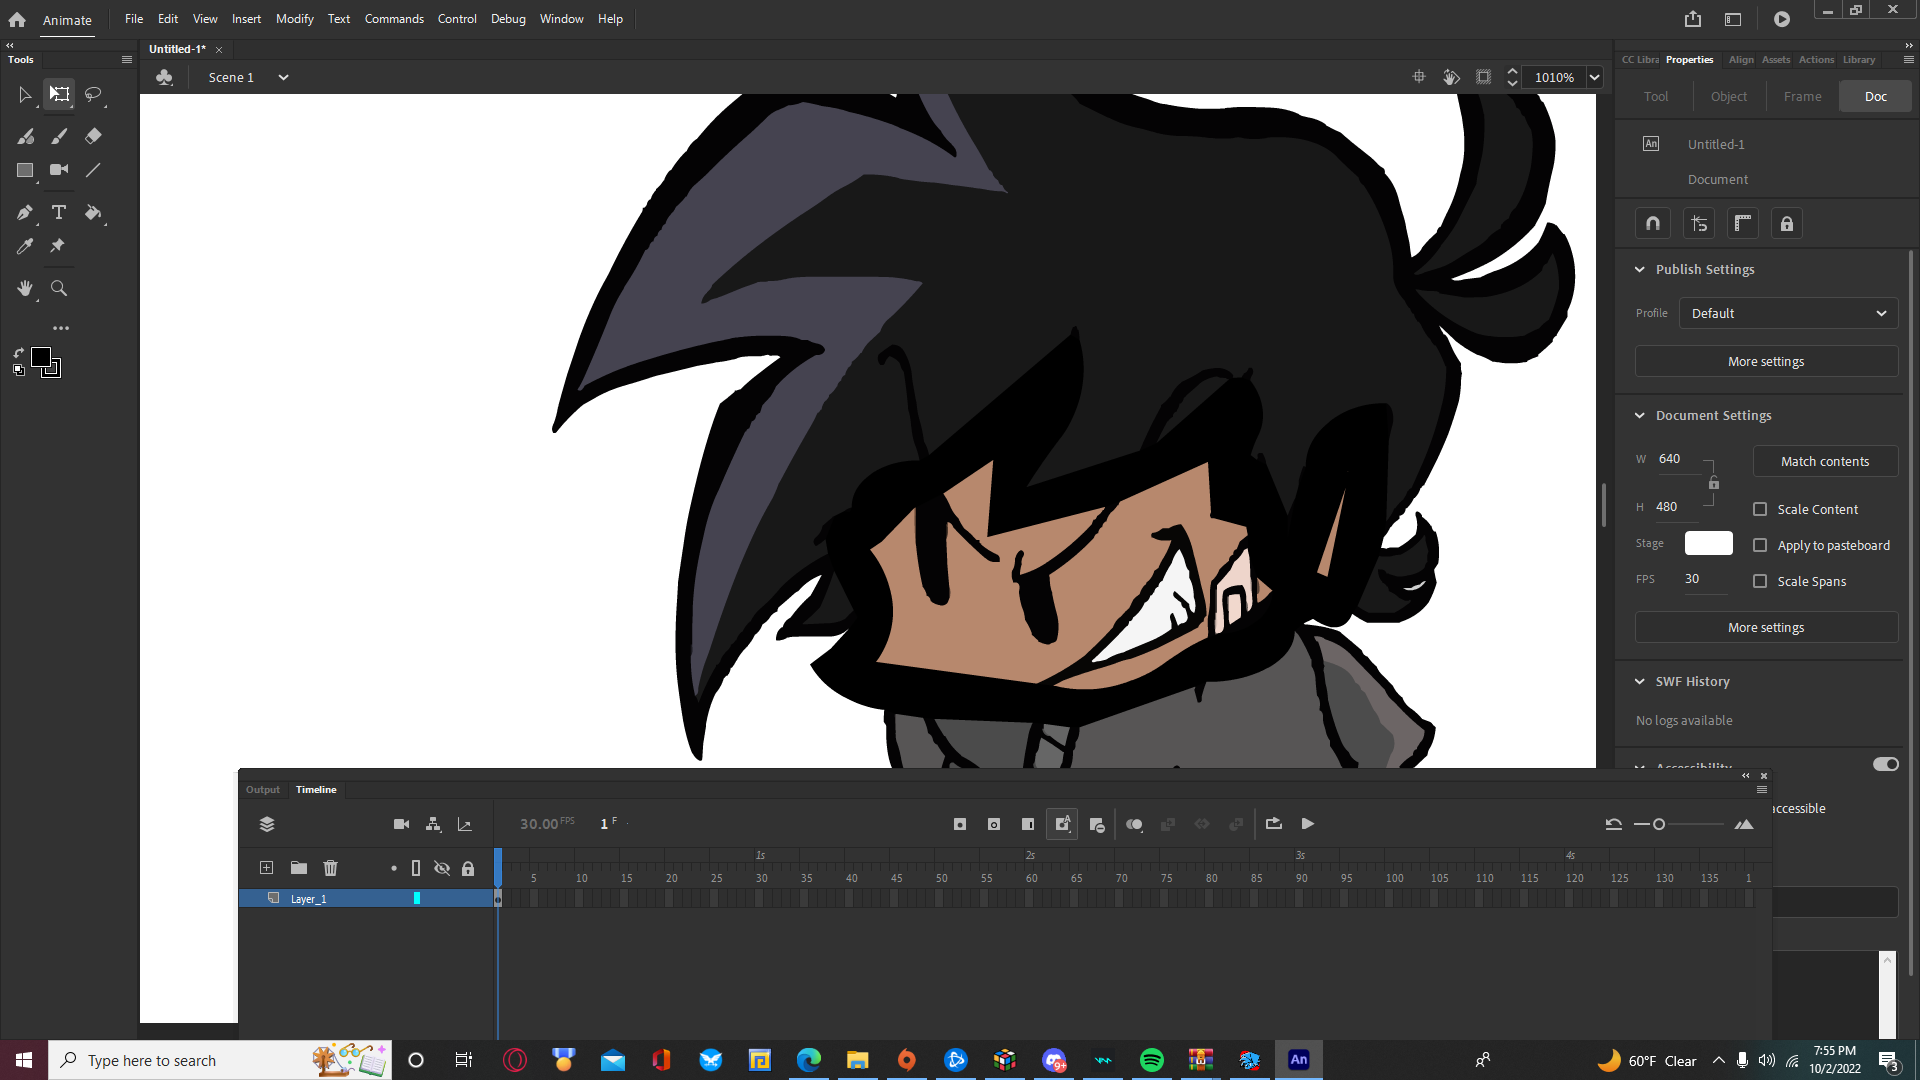 Animate File Edit View Insert Modify Text Commands Control Debug Window Help
Tools
Untitled-1*
Scene 1
1010%
CC Libra Properties Align Assets Actions Library
Tool Object Frame Doc
An Untitled-1
Document
Publish Settings
Profile Default
More settings
Document Settings
W 640 Match contents
H 480 Scale Content
Stage Apply to pasteboard
FPS 30 Scale Spans
More settings
SWF History
No logs available
Accessibility
accessible
Output Timeline
30.00 FPS 1 F
1s 2s 3s 4s
5 10 15 20 25 30 35 40 45 50 55 60 65 70 75 80 85 90 95 100 105 110 115 120 125 130 135 1
Layer_1
Type here to search
9+
An
60°F Clear
7:55 PM
10/2/2022
3